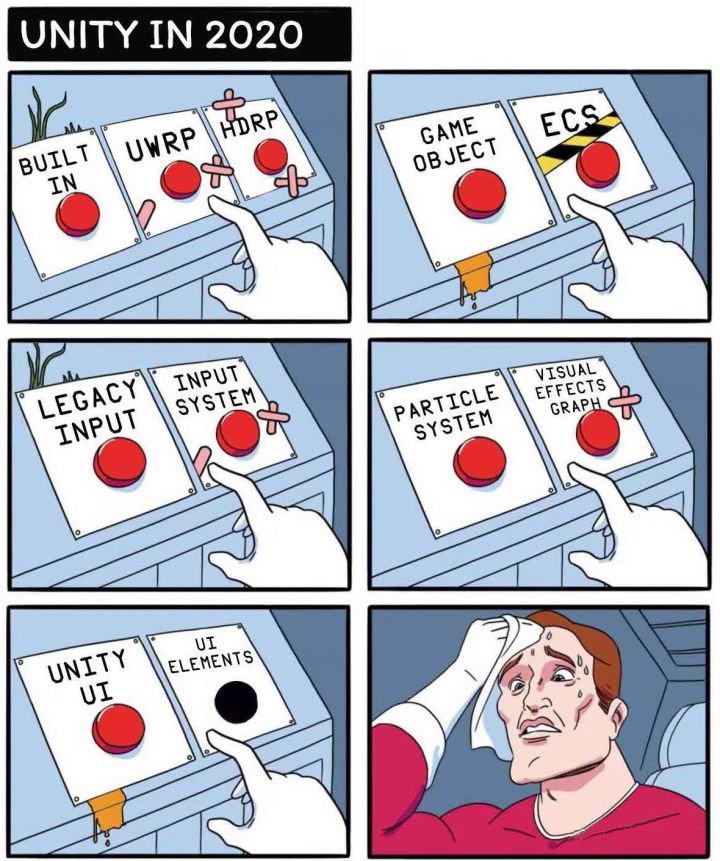 UNITY IN 2020
BUILT
IN
UWRP
HDRP
GAME
OBJECT
ECS
LEGACY
INPUT
INPUT
SYSTEM
PARTICLE
SYSTEM
VISUAL
EFFECTS
GRAPH
UNITY
UI
UI
ELEMENTS